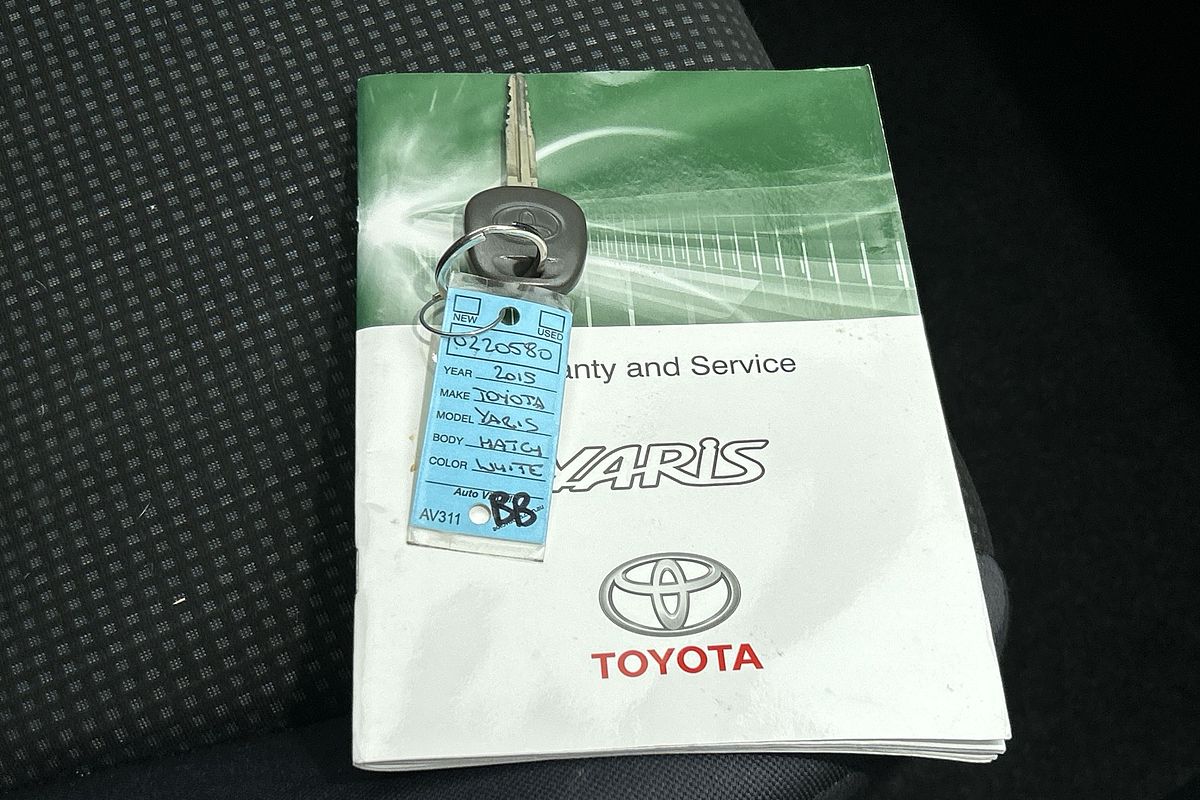 NEW
USED
0220580
YEAR 2015
MAKE TOYOTA
MODEL YARIS
BODY HATCH
COLOR WHITE
Auto
AV311
BB
and Service
YARiS
TOYOTA